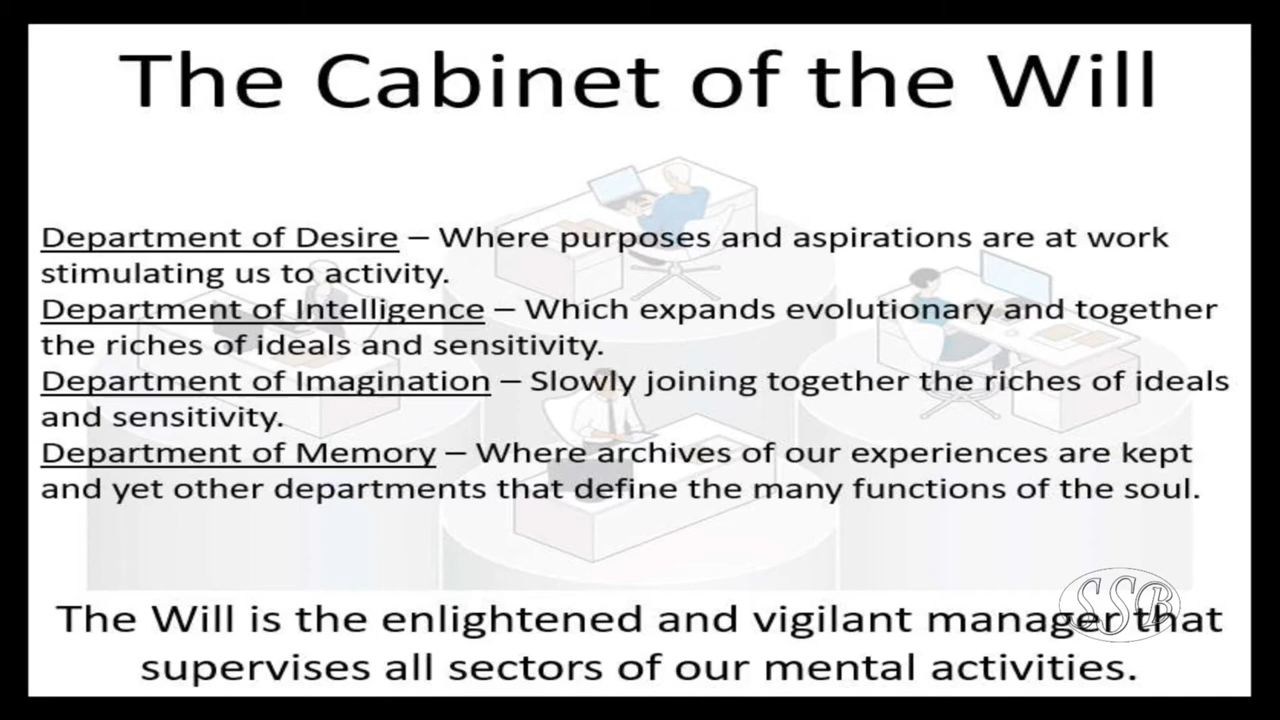 The Cabinet of the Will
Department of Desire – Where purposes and aspirations are at work
stimulating us to activity.
Department of Intelligence – Which expands evolutionary and together
the riches of ideals and sensitivity.
Department of Imagination – Slowly joining together the riches of ideals
and sensitivity.
Department of Memory – Where archives of our experiences are kept
and yet other departments that define the many functions of the soul.
The Will is the enlightened and vigilant manager that
supervises all sectors of our mental activities.
SSB